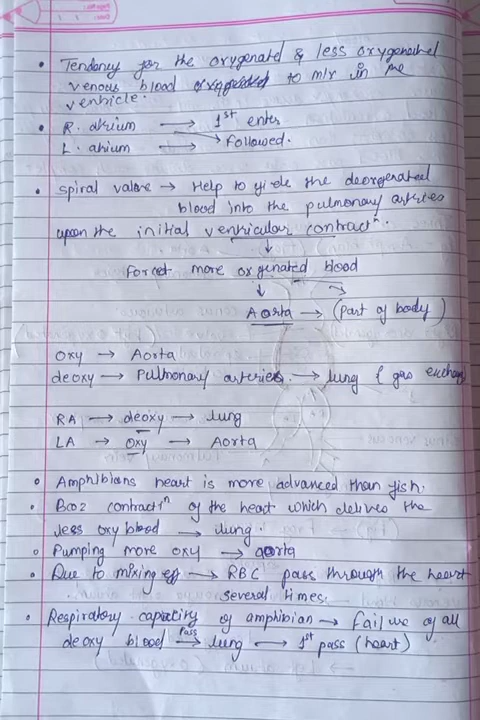 • Tendancy for the oxygenated & less oxygenated
venous blood to mix in the
ventricle.
• R. atrium → 1st enter
L. atrium → Followed.
• Spiral valve → Help to the deoxgenated
blood into the pulmonary arteries
upon the initial ventricular contractn.
↓
Forced more oxgenated blood
↓
Aorta → (Part of body)
Oxy → Aorta
deoxy → Pulmonary arteries. → lung { gas exchang
RA → deoxy → lung
LA → Oxy → Aorta
• Amphibians heart is more advanced than fish.
• Bcoz contractn of the heart which delives the
less oxy blood → lung.
• Pumping more oxy → aorta
• Due to mixing eff → RBC pass through the heart
several times.
• Respiratory capacity of amphibian → Failure of all
deoxy blood Pass → lung ← 1st pass (heart)